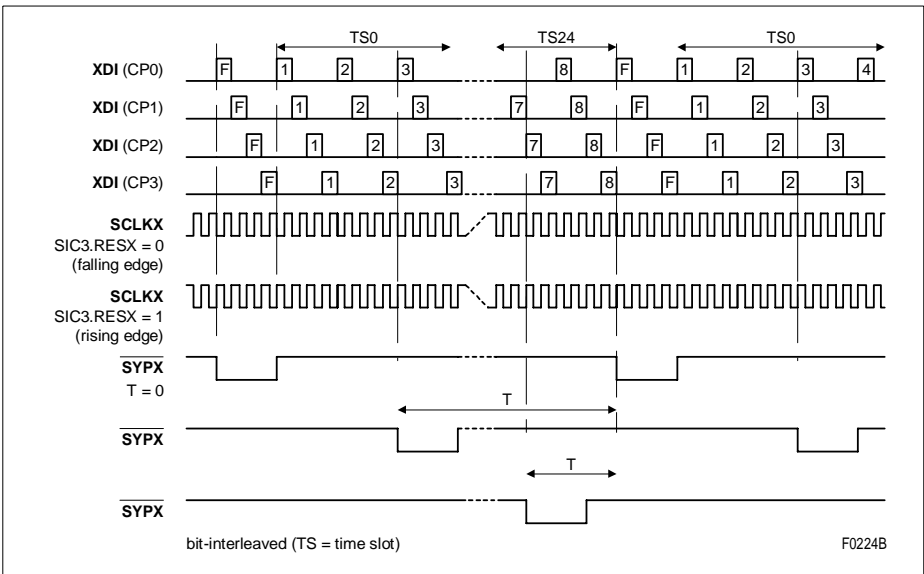 TS0 TS24 TS0
XDI (CP0) F 1 2 3 8 F 1 2 3 4
XDI (CP1) F 1 2 3 7 8 F 1 2 3
XDI (CP2) F 1 2 3 7 8 F 1 2 3
XDI (CP3) F 1 2 3 7 8 F 1 2 3
SCLKX
SIC3.RESX = 0
(falling edge)
SCLKX
SIC3.RESX = 1
(rising edge)
SYPX
T = 0
T
SYPX
T
SYPX
bit-interleaved (TS = time slot) F0224B